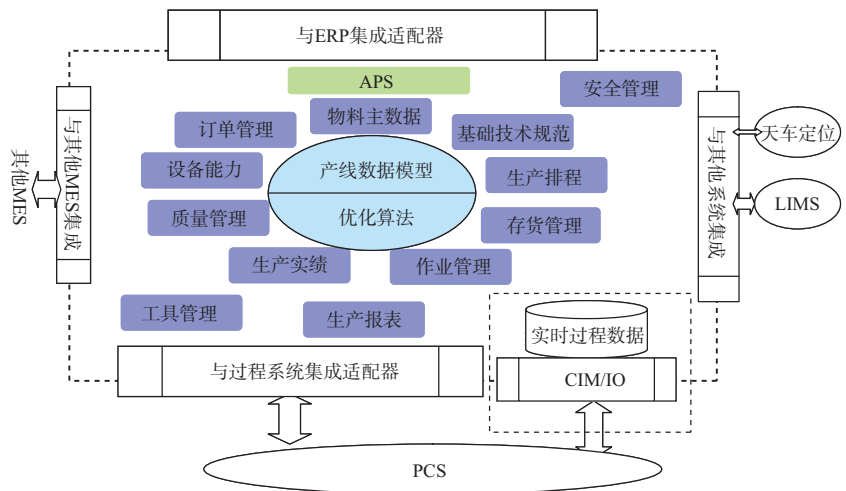 与ERP集成适配器
APS
安全管理
物料主数据
订单管理
基础技术规范
设备能力
产线数据模型
生产排程
质量管理
优化算法
存货管理
生产实绩
作业管理
工具管理
生产报表
其他MES
与其他MES集成
与其他系统集成
天车定位
LIMS
实时过程数据
与过程系统集成适配器
CIM/IO
PCS